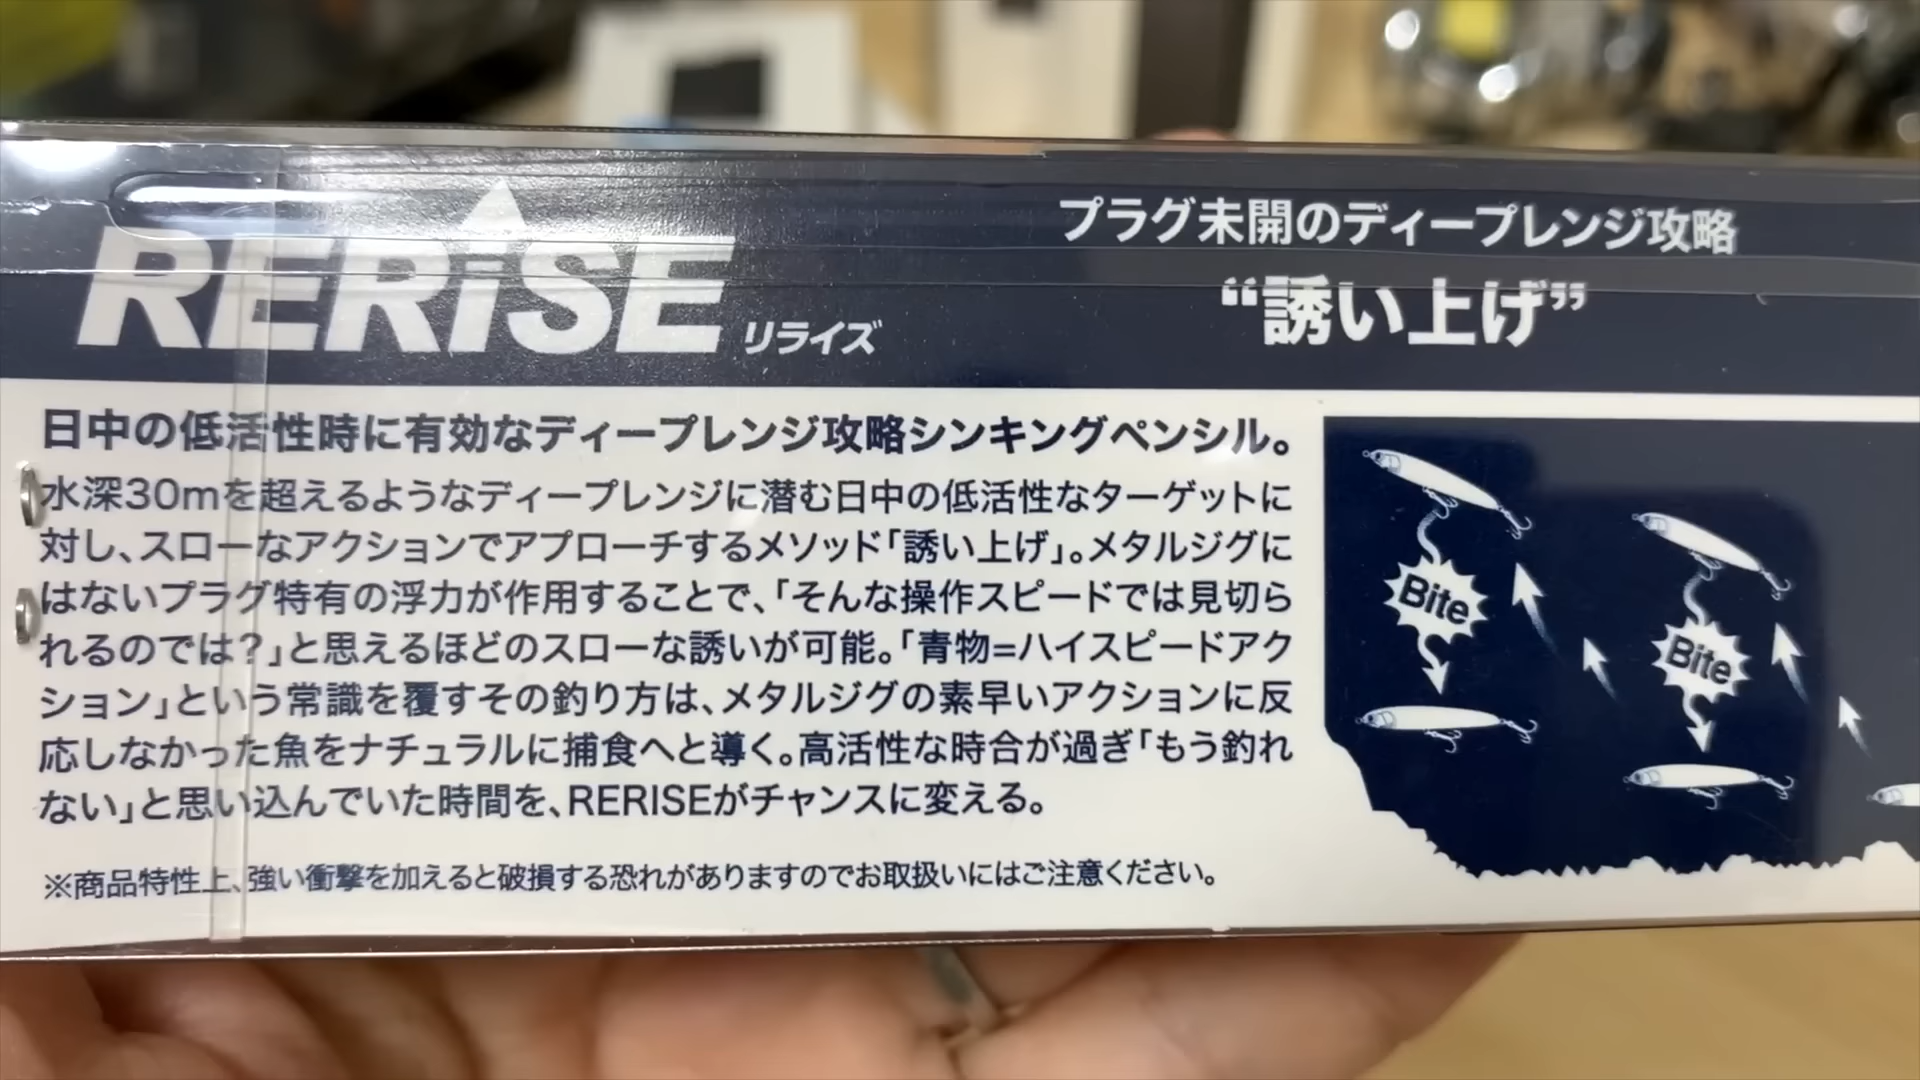 RERiSE リライズ
プラグ未開のディープレンジ攻略
“誘い上げ”
日中の低活性時に有効なディープレンジ攻略シンキングペンシル。
水深30mを超えるようなディープレンジに潜む日中の低活性なターゲットに
対し、スローなアクションでアプローチするメソッド「誘い上げ」。メタルジグに
はないプラグ特有の浮力が作用することで、「そんな操作スピードでは見切ら
れるのでは？」と思えるほどのスローな誘いが可能。「青物=ハイスピードアク
ション」という常識を覆すその釣り方は、メタルジグの素早いアクションに反
応しなかった魚をナチュラルに捕食へと導く。高活性な時合が過ぎ「もう釣れ
ない」と思い込んでいた時間を、RERISEがチャンスに変える。
※商品特性上、強い衝撃を加えると破損する恐れがありますのでお取扱いにはご注意ください。
Bite
Bite